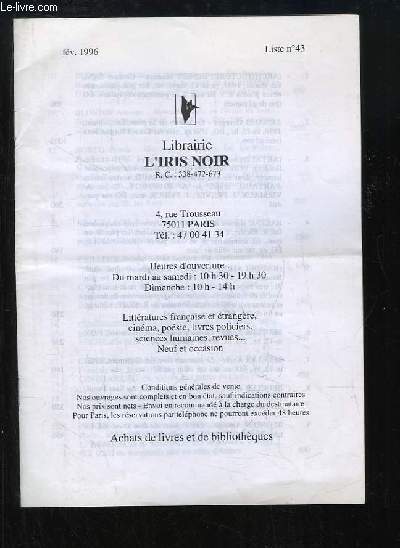 le-livre
fév. 1996
Liste n°43
Librairie
L'IRIS NOIR
R. C. : 338-472-673
4, rue Trousseau
75011 PARIS
Tél. : 47 00 41 34
Heures d'ouverture
Du mardi au samedi : 10 h 30 - 19 h 30
Dimanche : 10 h - 14 h
Littératures française et étrangère,
cinéma, poésie, livres policiers,
sciences humaines, revues...
Neuf et occasion
Conditions générales de vente
Nos ouvrages sont complets et en bon état, sauf indications contraires
Nos prix sont nets - Envoi en recommandé à la charge du destinataire
Pour Paris, les réservations par téléphone ne pourront excéder 48 heures
Achats de livres et de bibliothèques
Photographie : www.le-livre.com